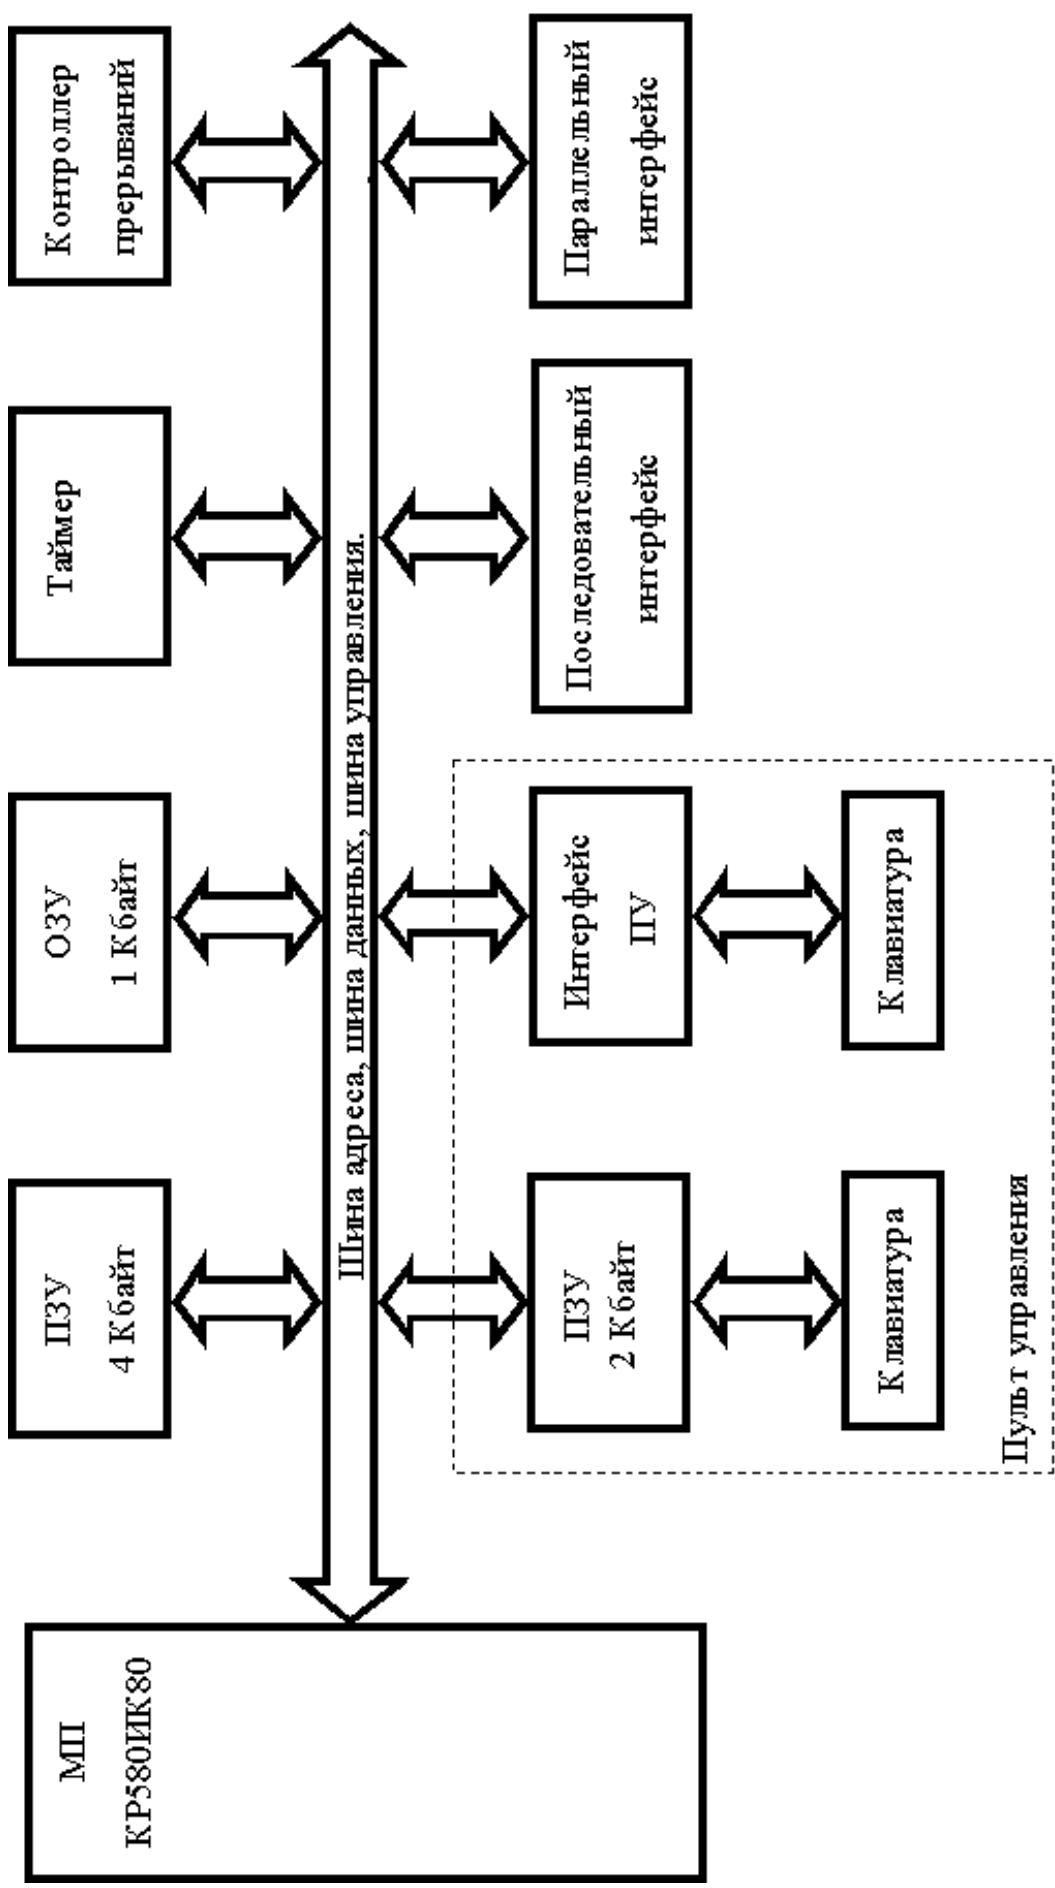 МП
КР580ИК80
ПЗУ
4 Кбайт
ОЗУ
1 Кбайт
Таймер
Контроллер
прерываний
Шина адреса, шина данных, шина управления.
ПЗУ
2 Кбайт
Интерфейс
ПУ
Последовательный
интерфейс
Параллельный
интерфейс
Клавиатура
Клавиатура
Пульт управления